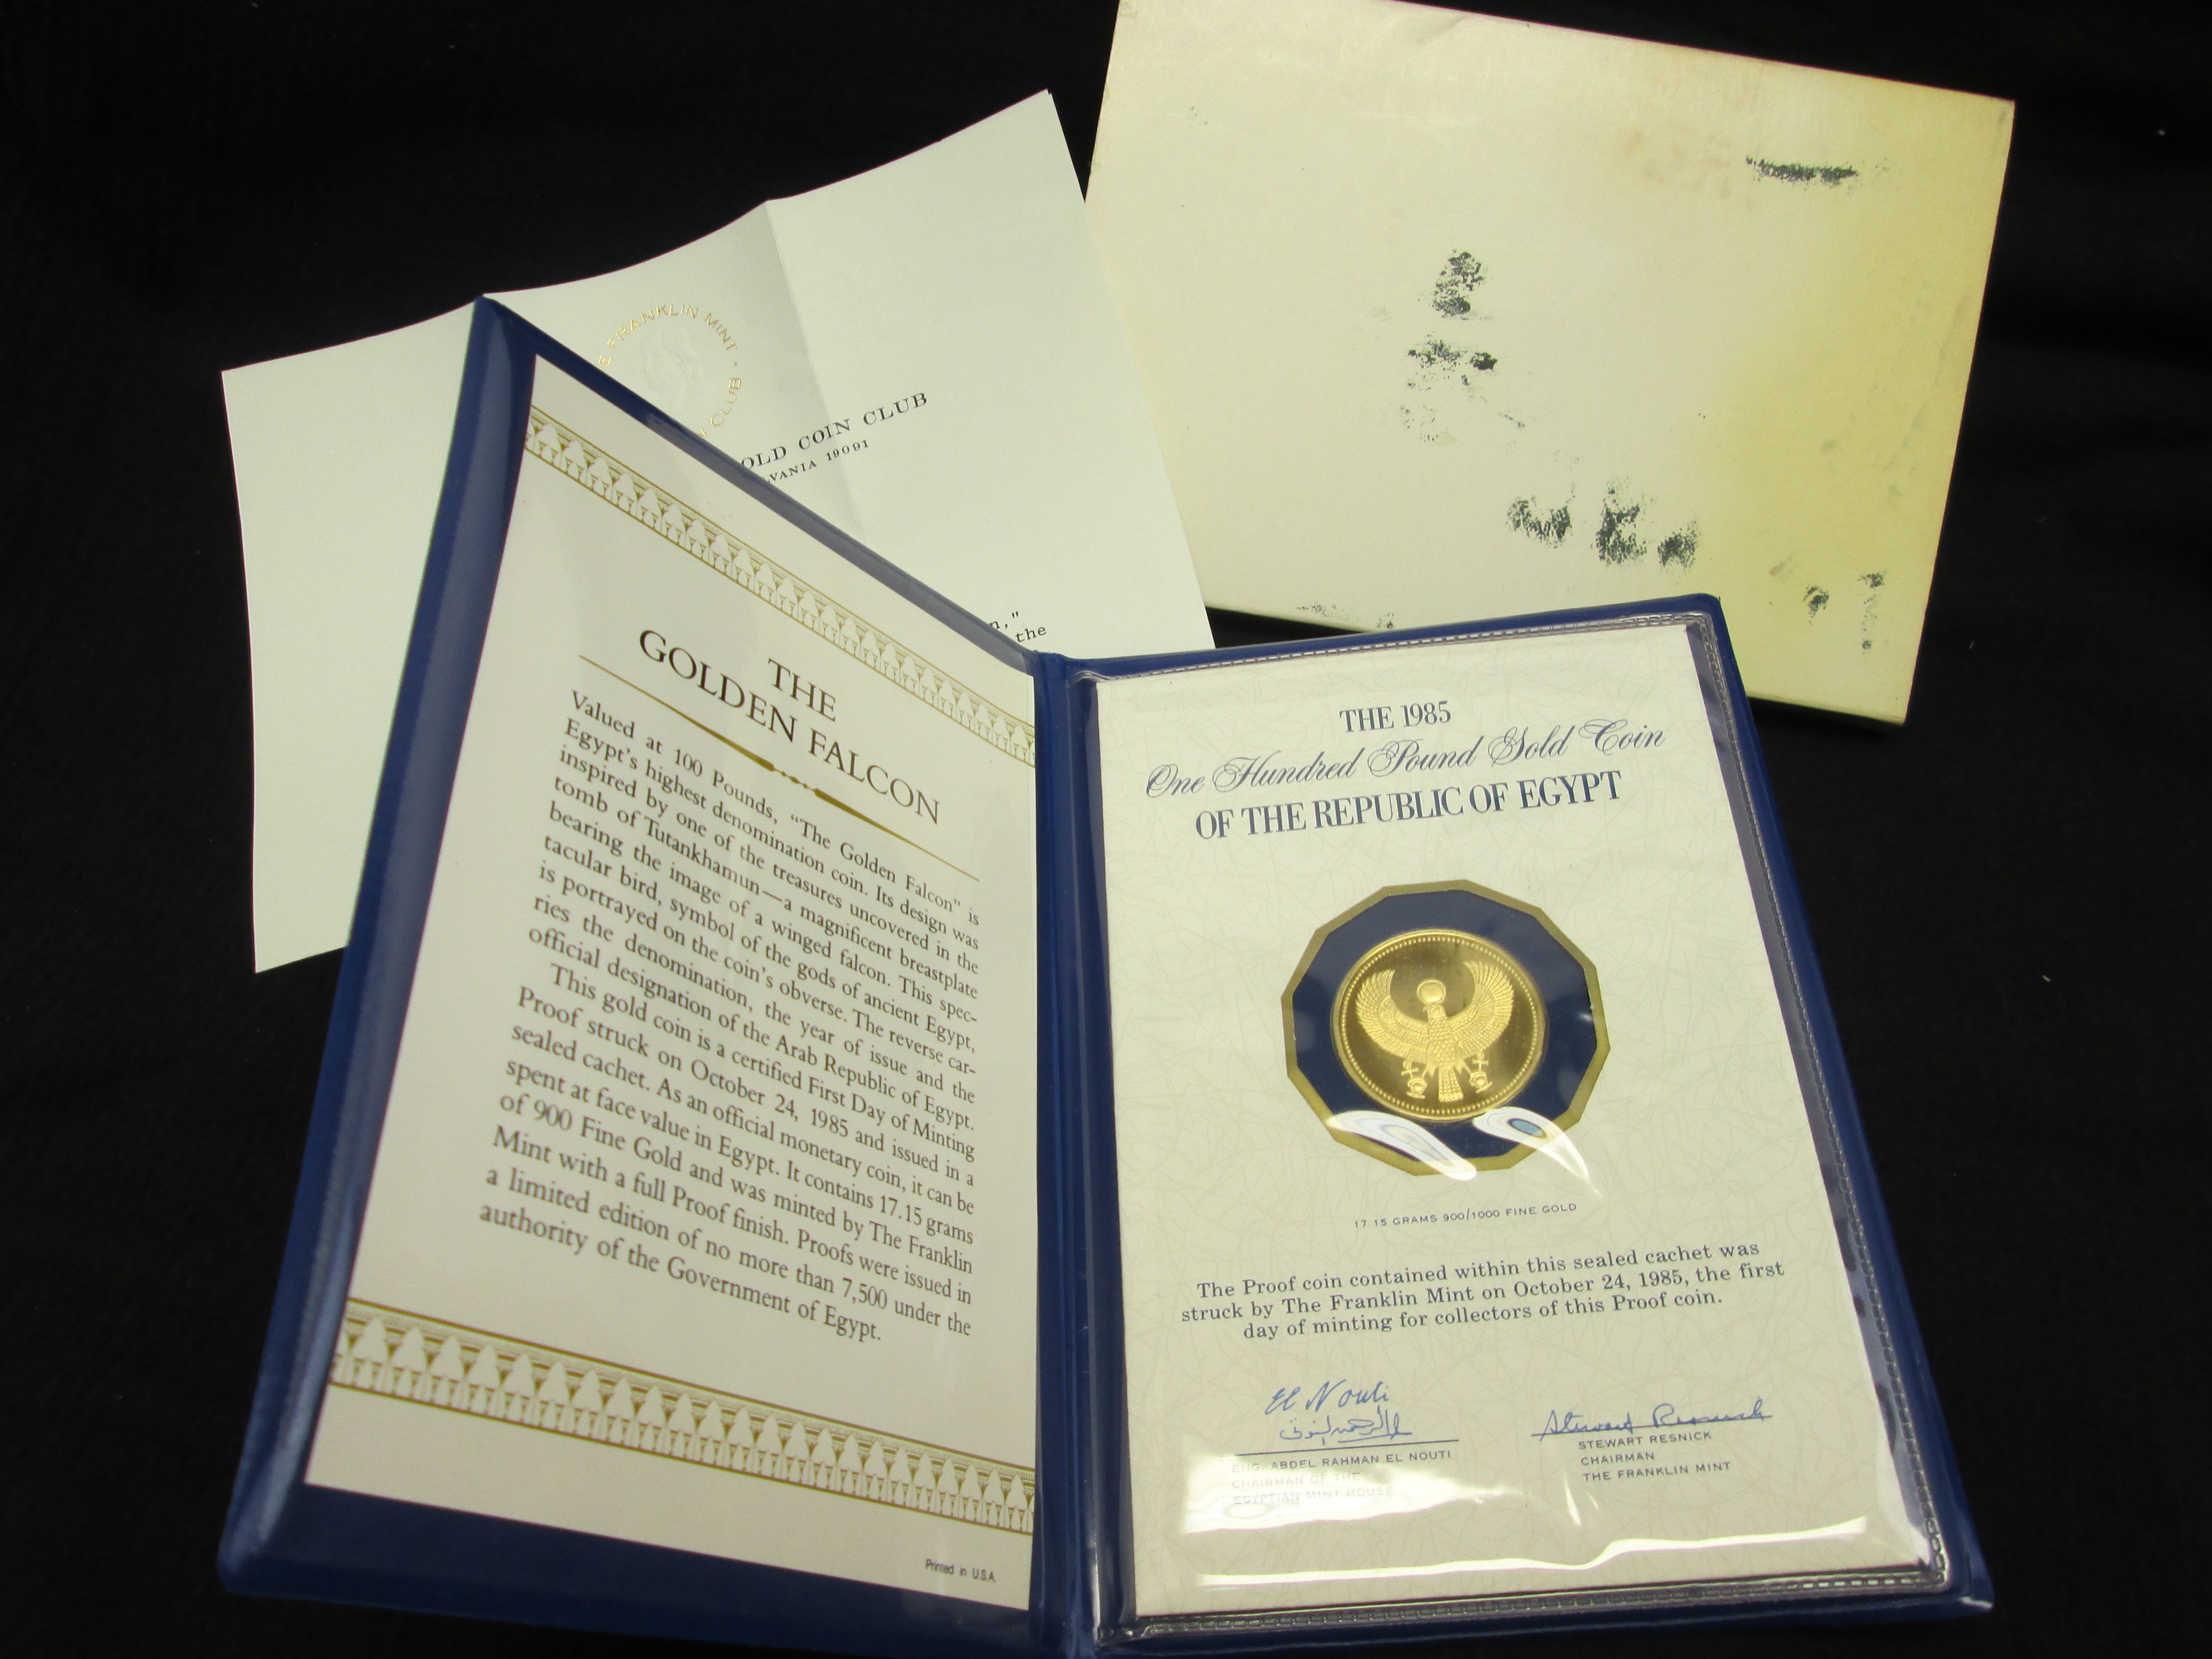 THE FRANKLIN MINT
CLUB
OLD COIN CLUB
VANIA 19091
n,"
the
THE
GOLDEN FALCON
Valued at 100 Pounds, “The Golden Falcon” is
Egypt’s highest denomination coin. Its design was
inspired by one of the treasures uncovered in the
tomb of Tutankhamun—a magnificent breastplate
bearing the image of a winged falcon. This spec-
tacular bird, symbol of the gods of ancient Egypt,
is portrayed on the coin’s obverse. The reverse car-
ries the denomination, the year of issue and the
official designation of the Arab Republic of Egypt.
This gold coin is a certified First Day of Minting
Proof struck on October 24, 1985 and issued in a
sealed cachet. As an official monetary coin, it can be
spent at face value in Egypt. It contains 17.15 grams
of 900 Fine Gold and was minted by The Franklin
Mint with a full Proof finish. Proofs were issued in
a limited edition of no more than 7,500 under the
authority of the Government of Egypt.
Printed in U.S.A.
THE 1985
One Hundred Pound Gold Coin
OF THE REPUBLIC OF EGYPT
17.15 GRAMS 900/1000 FINE GOLD
The Proof coin contained within this sealed cachet was
struck by The Franklin Mint on October 24, 1985, the first
day of minting for collectors of this Proof coin.
El Nouti
ENG. ABDEL RAHMAN EL NOUTI
CHAIRMAN OF THE
EGYPTIAN MINT HOUSE
Stewart Resnick
STEWART RESNICK
CHAIRMAN
THE FRANKLIN MINT